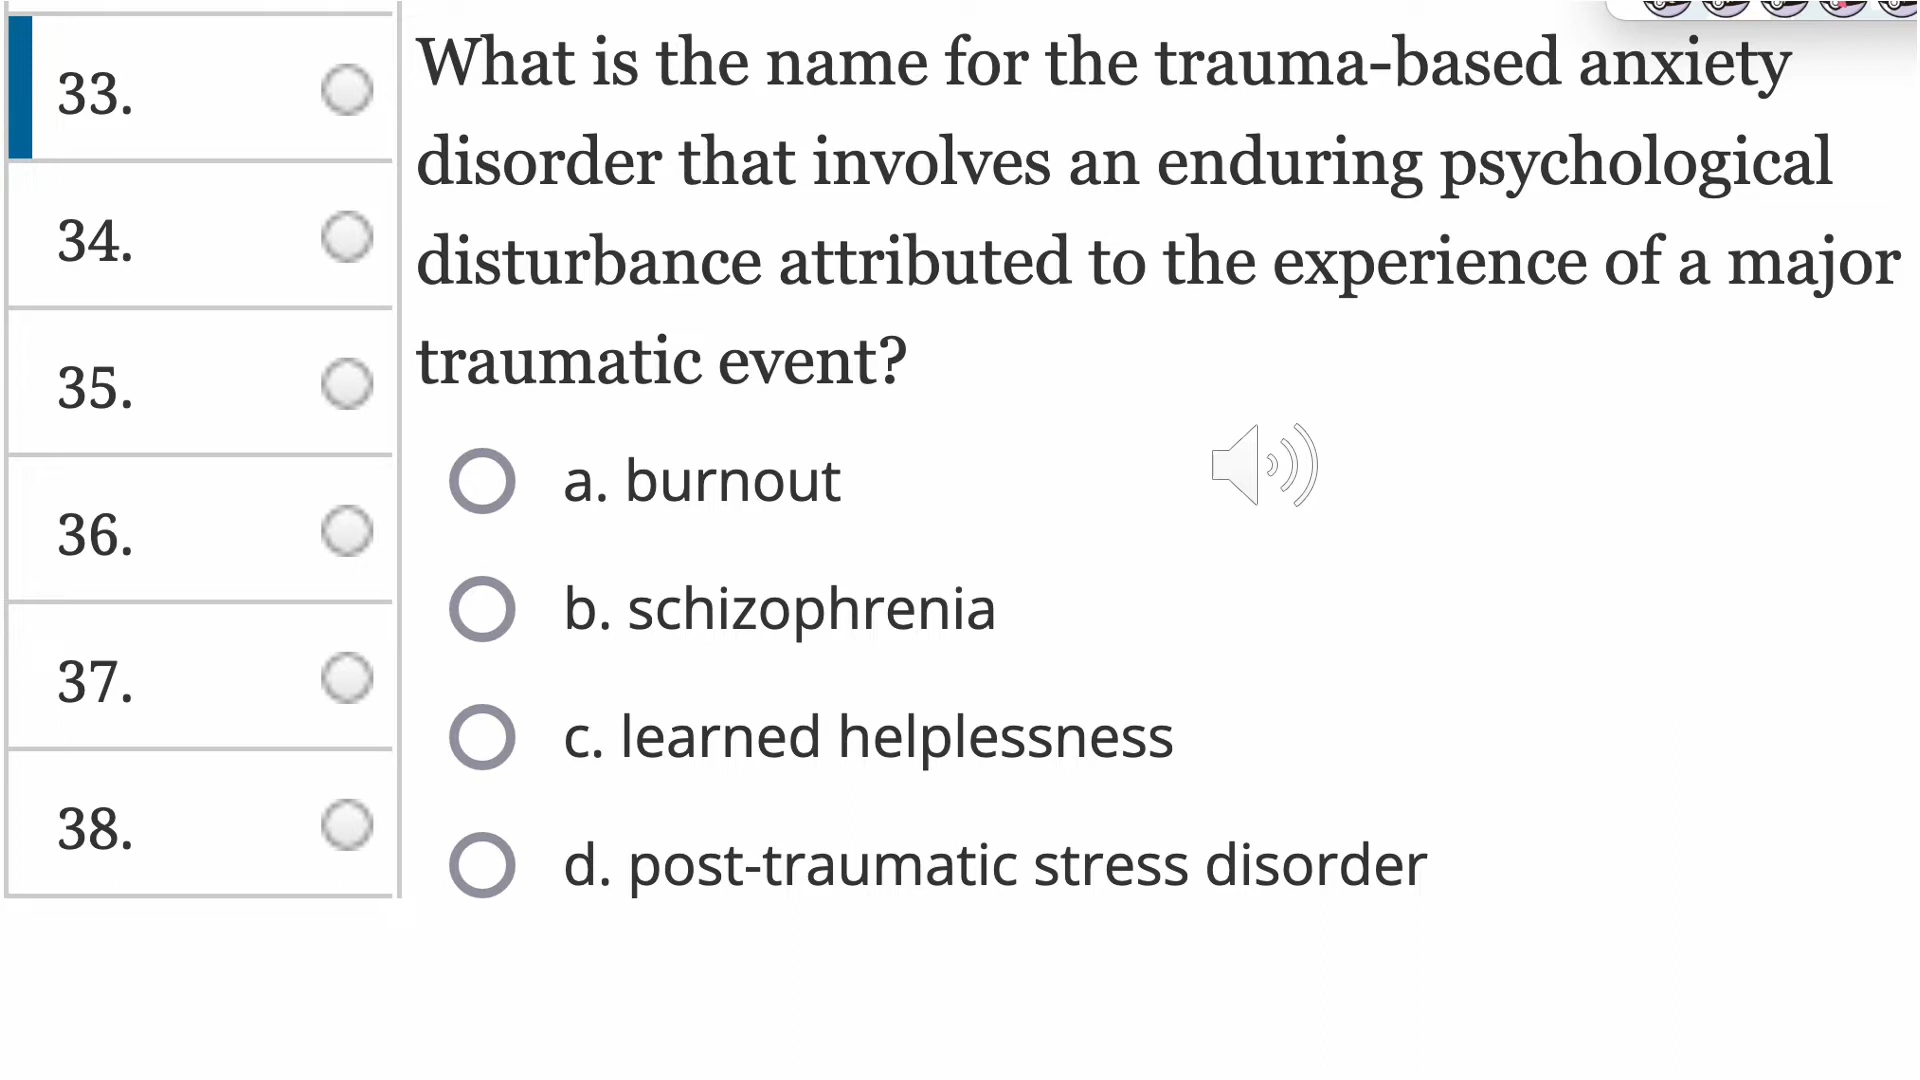 33.
34.
35.
36.
37.
38.
What is the name for the trauma-based anxiety
disorder that involves an enduring psychological
disturbance attributed to the experience of a major
traumatic event?
a. burnout
b. schizophrenia
c. learned helplessness
d. post-traumatic stress disorder